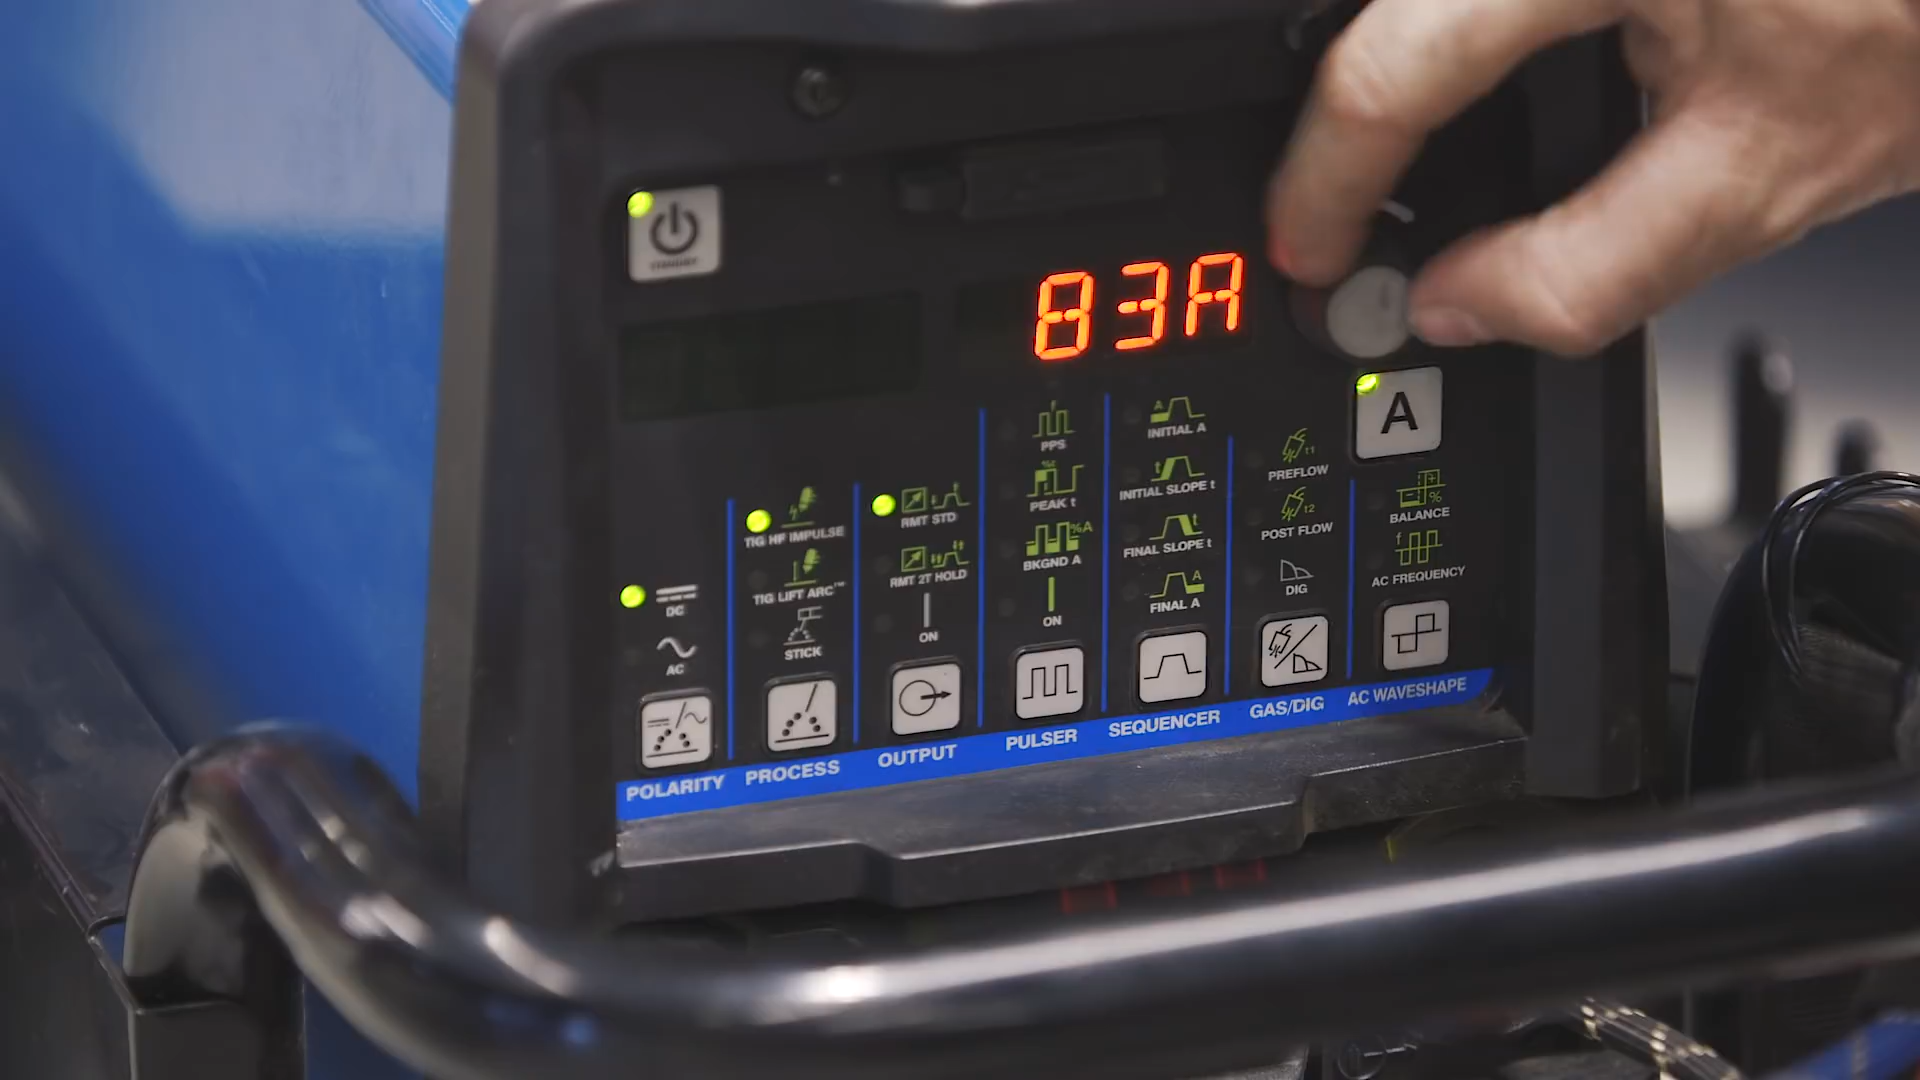 STANDBY
83A
A
DC
AC
POLARITY
TIG HF IMPULSE
TIG LIFT ARC™
STICK
PROCESS
RMT STD
RMT 2T HOLD
ON
OUTPUT
f
PPS
%t
PEAK t
%A
BKGND A
ON
PULSER
A
INITIAL A
t
INITIAL SLOPE t
t
FINAL SLOPE t
A
FINAL A
SEQUENCER
t1
PREFLOW
t2
POST FLOW
DIG
GAS/DIG
%
BALANCE
f
AC FREQUENCY
AC WAVESHAPE